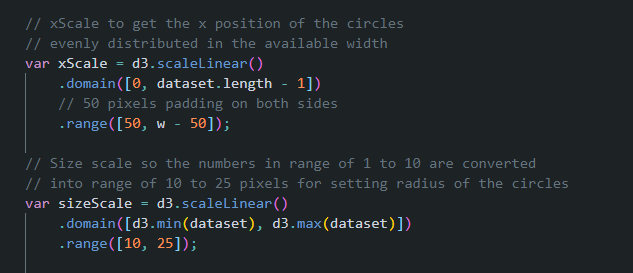 // xScale to get the x position of the circles
// evenly distributed in the available width
var xScale = d3.scaleLinear()
    .domain([0, dataset.length - 1])
    // 50 pixels padding on both sides
    .range([50, w - 50]);

// Size scale so the numbers in range of 1 to 10 are converted
// into range of 10 to 25 pixels for setting radius of the circles
var sizeScale = d3.scaleLinear()
    .domain([d3.min(dataset), d3.max(dataset)])
    .range([10, 25]);